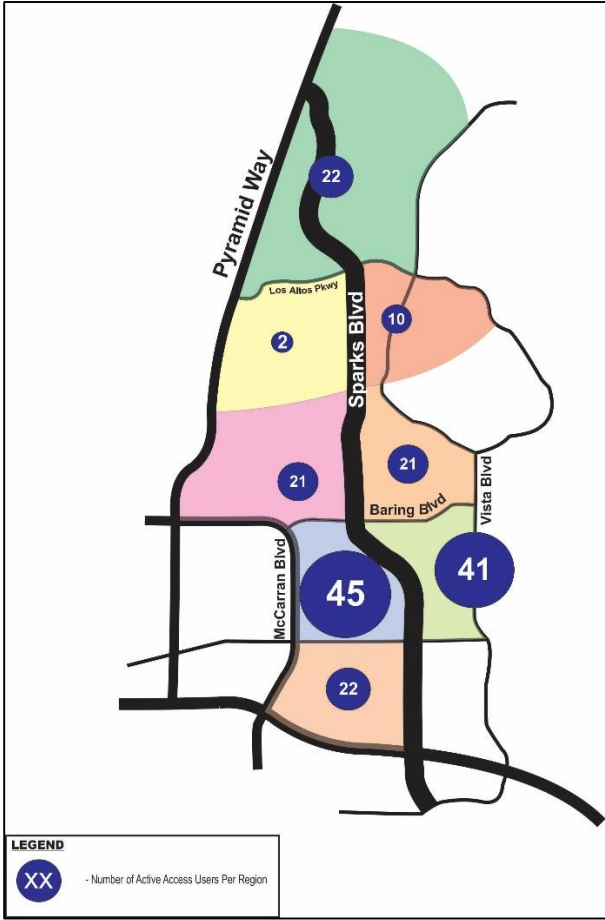 22
Pyramid Way
Los Altos Pkwy
Sparks Blvd
10
2
21
21
Baring Blvd
Vista Blvd
McCarran Blvd
45
41
22
LEGEND
XX - Number of Active Access Users Per Region